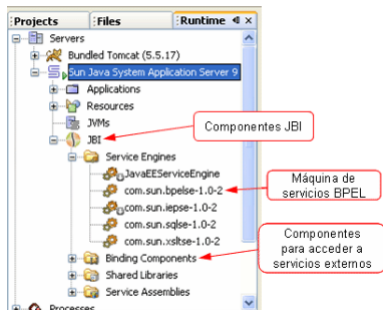 Projects
Files
Runtime
Servers
Bundled Tomcat (5.5.17)
Sun Java System Application Server 9
Applications
Resources
JVMs
JBI
Service Engines
JavaEEServiceEngine
com.sun.bpelse-1.0-2
com.sun.iepse-1.0-2
com.sun.sqlse-1.0-2
com.sun.xsltse-1.0-2
Binding Components
Shared Libraries
Service Assemblies
Processes
Componentes JBI
Máquina de
servicios BPEL
Componentes
para acceder a
servicios externos